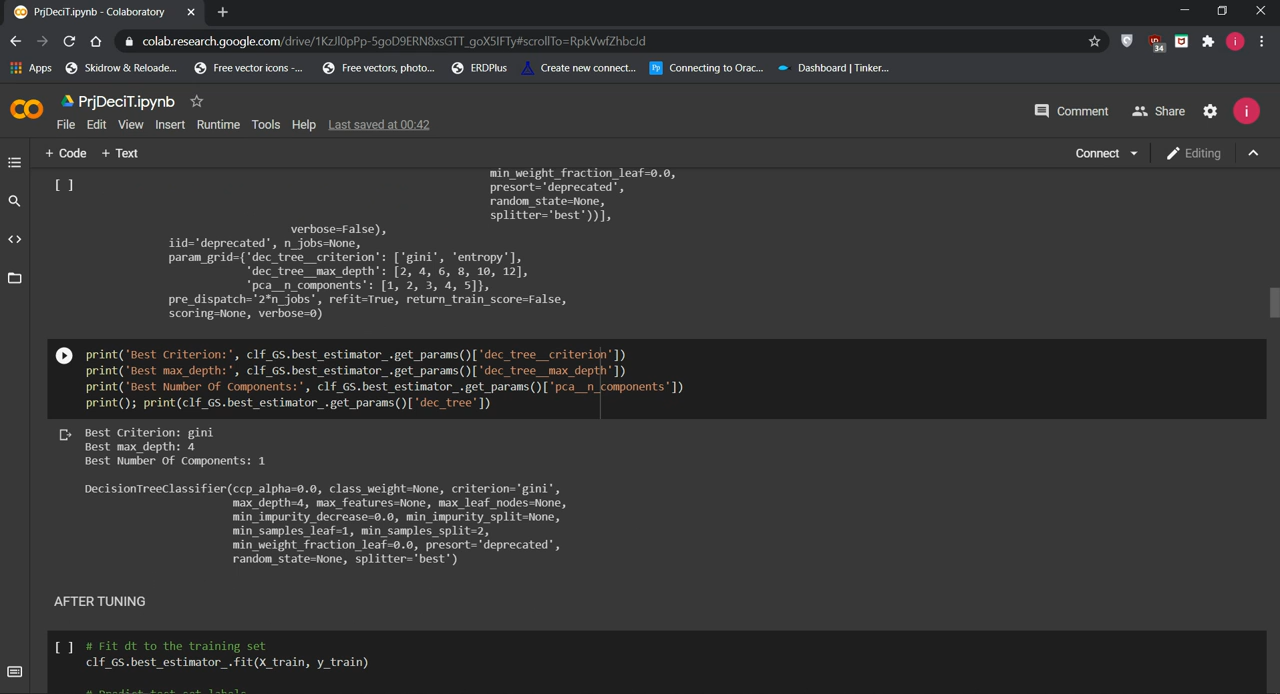 PrjDeciT.ipynb - Colaboratory
colab.research.google.com/drive/1KzJl0pPp-5goD9ERN8xsGTT_goX5IFTy#scrollTo=RpkVwfZhbcJd
34
i
Apps
Skidrow & Reloade...
Free vector icons -...
Free vectors, photo...
ERDPlus
Create new connect...
Pp
Connecting to Orac...
Dashboard | Tinker...
PrjDeciT.ipynb
Comment
Share
i
File Edit View Insert Runtime Tools Help Last saved at 00:42
+ Code + Text
Connect
Editing
min_weight_fraction_leaf=0.0,
[ ]
presort='deprecated',
random_state=None,
splitter='best'))],
verbose=False),
iid='deprecated', n_jobs=None,
param_grid={'dec_tree__criterion': ['gini', 'entropy'],
'dec_tree__max_depth': [2, 4, 6, 8, 10, 12],
'pca__n_components': [1, 2, 3, 4, 5]},
pre_dispatch='2*n_jobs', refit=True, return_train_score=False,
scoring=None, verbose=0)
print('Best Criterion:', clf_GS.best_estimator_.get_params()['dec_tree__criterion'])
print('Best max_depth:', clf_GS.best_estimator_.get_params()['dec_tree__max_depth'])
print('Best Number Of Components:', clf_GS.best_estimator_.get_params()['pca__n_components'])
print(); print(clf_GS.best_estimator_.get_params()['dec_tree'])
Best Criterion: gini
Best max_depth: 4
Best Number Of Components: 1
DecisionTreeClassifier(ccp_alpha=0.0, class_weight=None, criterion='gini',
max_depth=4, max_features=None, max_leaf_nodes=None,
min_impurity_decrease=0.0, min_impurity_split=None,
min_samples_leaf=1, min_samples_split=2,
min_weight_fraction_leaf=0.0, presort='deprecated',
random_state=None, splitter='best')
AFTER TUNING
[ ] # Fit dt to the training set
clf_GS.best_estimator_.fit(X_train, y_train)
# Predict test set labels